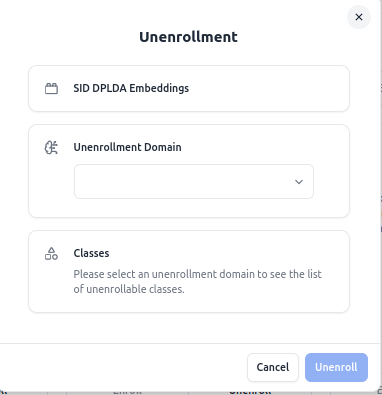 Unenrollment
SID DPLDA Embeddings
Unenrollment Domain
Classes
Please select an unenrollment domain to see the list
of unenrollable classes.
Cancel
Unenroll